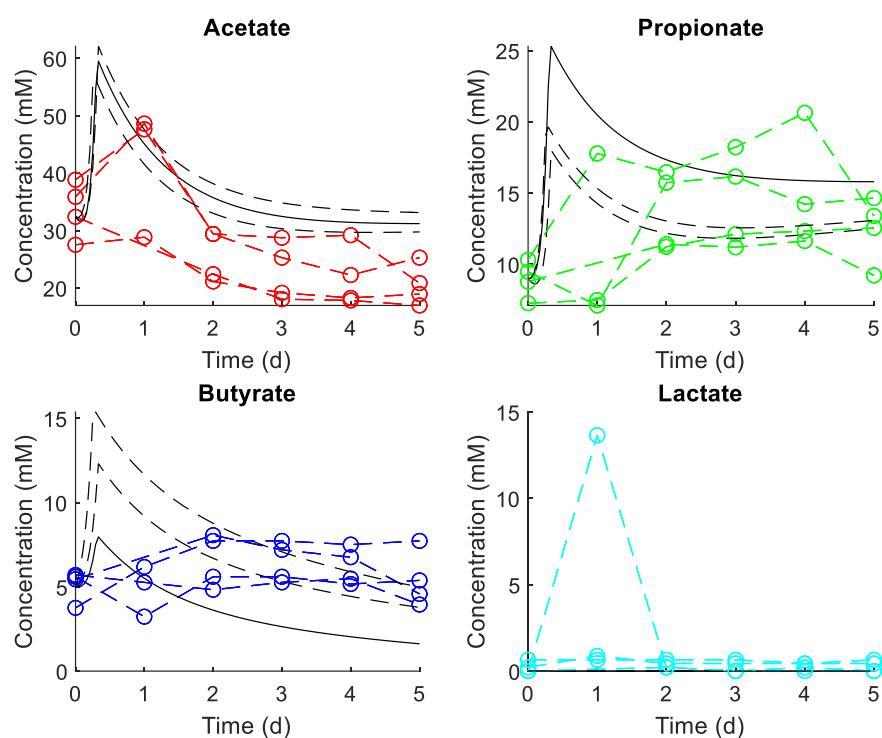 Acetate
Concentration (mM)
60
50
40
30
20
0 1 2 3 4 5
Time (d)
Propionate
Concentration (mM)
25
20
15
10
0 1 2 3 4 5
Time (d)
Butyrate
Concentration (mM)
15
10
5
0
0 1 2 3 4 5
Time (d)
Lactate
Concentration (mM)
15
10
5
0
0 1 2 3 4 5
Time (d)